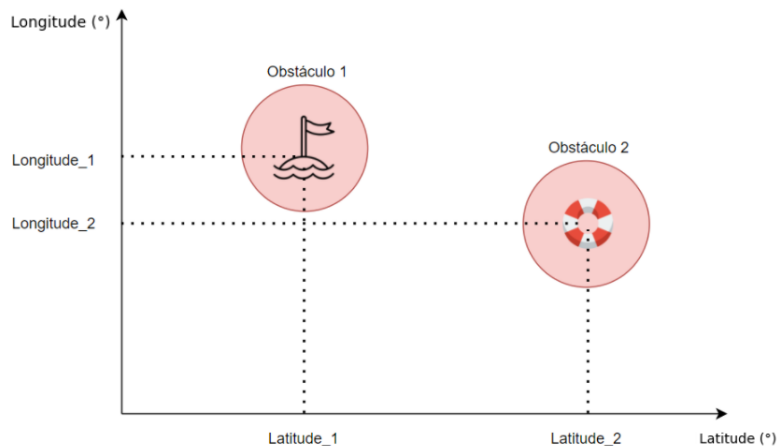 Longitude (°)
Obstáculo 1
Obstáculo 2
Longitude_1
Longitude_2
Latitude_1
Latitude_2
Latitude (°)